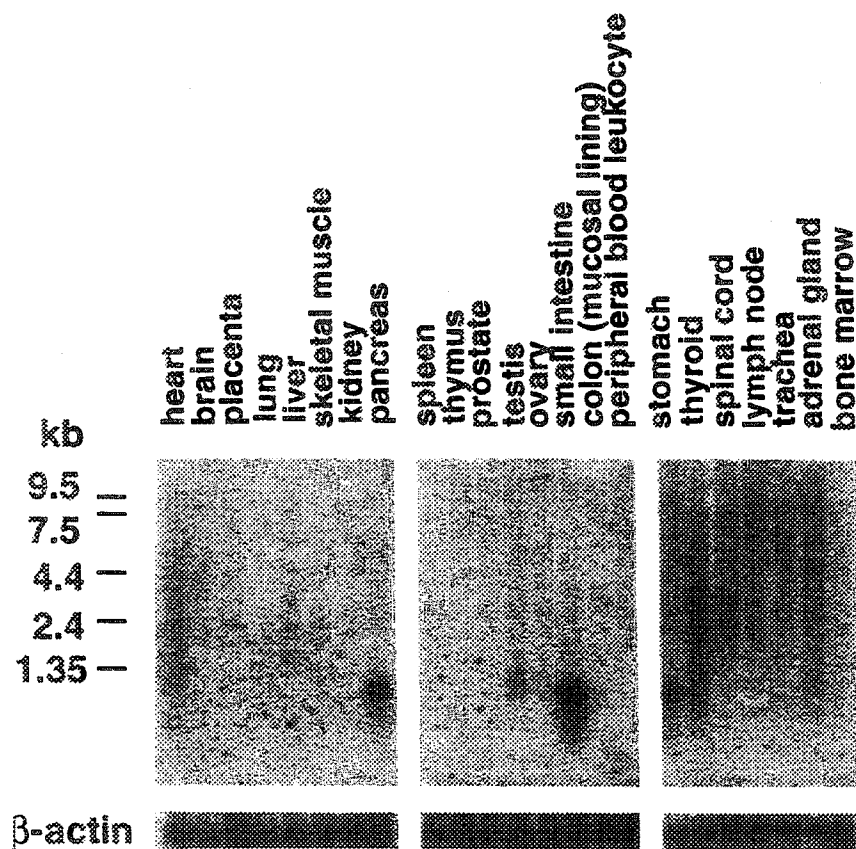 heart
brain
placenta
lung
liver
skeletal muscle
kidney
pancreas
spleen
thymus
prostate
testis
ovary
small intestine
colon (mucosal lining)
peripheral blood leukocyte
stomach
thyroid
spinal cord
lymph node
trachea
adrenal gland
bone marrow
kb
9.5
7.5
4.4
2.4
1.35
β-actin